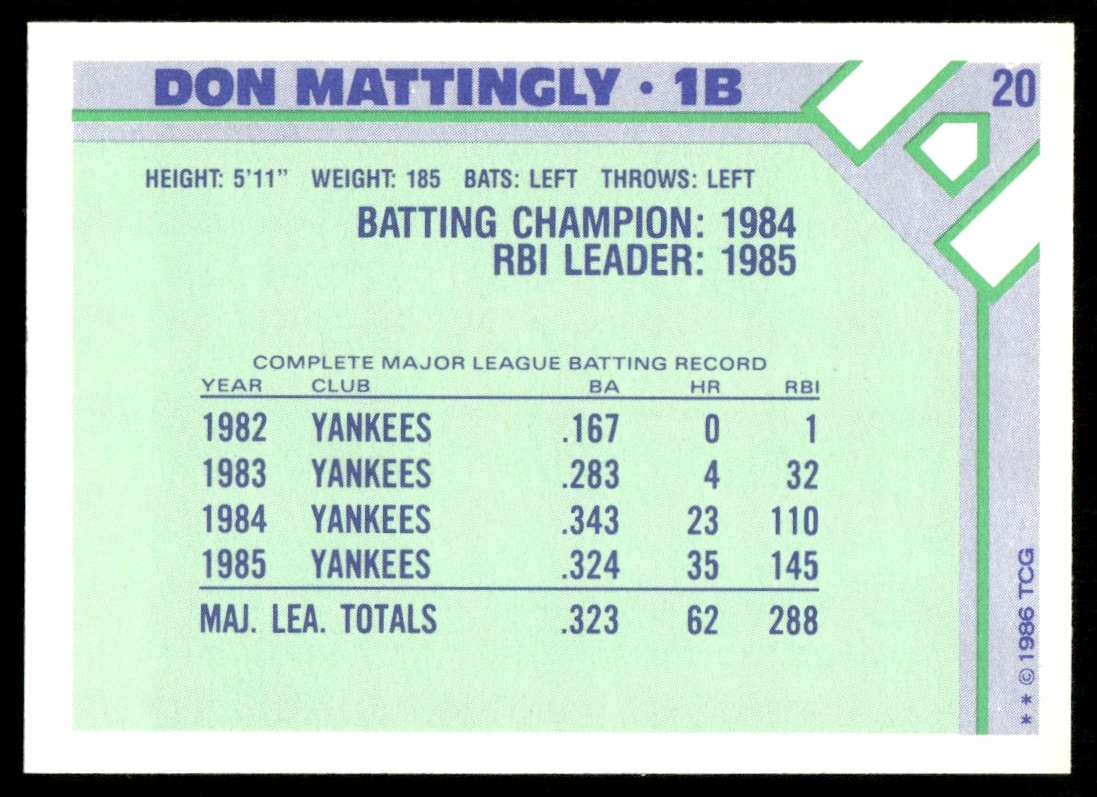 DON MATTINGLY • 1B
20
HEIGHT: 5'11" WEIGHT: 185 BATS: LEFT THROWS: LEFT
BATTING CHAMPION: 1984
RBI LEADER: 1985
COMPLETE MAJOR LEAGUE BATTING RECORD
YEAR CLUB BA HR RBI
1982 YANKEES .167 0 1
1983 YANKEES .283 4 32
1984 YANKEES .343 23 110
1985 YANKEES .324 35 145
MAJ. LEA. TOTALS .323 62 288
* * © 1986 TCG